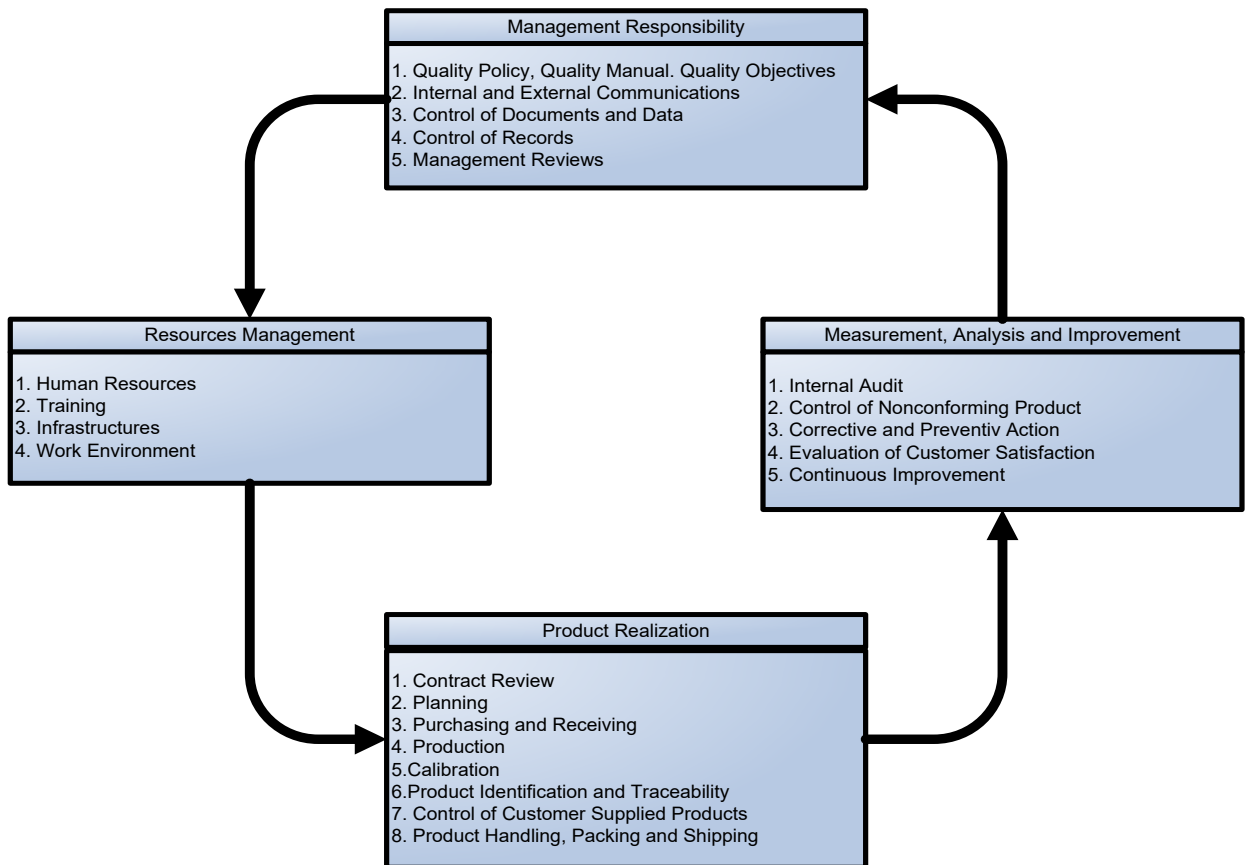 Management Responsibility
1. Quality Policy, Quality Manual. Quality Objectives
2. Internal and External Communications
3. Control of Documents and Data
4. Control of Records
5. Management Reviews
Resources Management
1. Human Resources
2. Training
3. Infrastructures
4. Work Environment
Measurement, Analysis and Improvement
1. Internal Audit
2. Control of Nonconforming Product
3. Corrective and Preventiv Action
4. Evaluation of Customer Satisfaction
5. Continuous Improvement
Product Realization
1. Contract Review
2. Planning
3. Purchasing and Receiving
4. Production
5.Calibration
6.Product Identification and Traceability
7. Control of Customer Supplied Products
8. Product Handling, Packing and Shipping